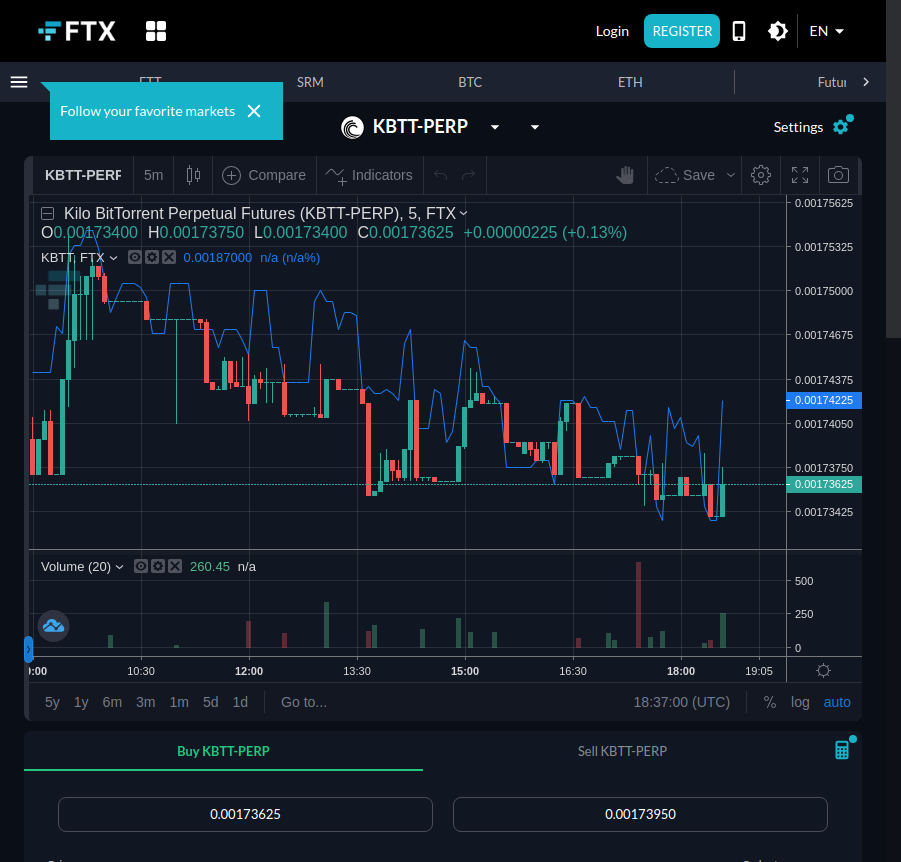 FTX
Login
REGISTER
EN
FTT
SRM
BTC
ETH
Futur
Follow your favorite markets
KBTT-PERP
Settings
KBTT-PERP
5m
Compare
Indicators
Save
Kilo BitTorrent Perpetual Futures (KBTT-PERP), 5, FTX
O0.00173400 H0.00173750 L0.00173400 C0.00173625 +0.00000225 (+0.13%)
KBTT, FTX
0.00187000 n/a (n/a%)
0.00175625
0.00175325
0.00175000
0.00174675
0.00174375
0.00174225
0.00174050
0.00173750
0.00173625
0.00173425
Volume (20)
260.45 n/a
500
250
0
9:00
10:30
12:00
13:30
15:00
16:30
18:00
19:05
5y
1y
6m
3m
1m
5d
1d
Go to...
18:37:00 (UTC)
%
log
auto
Buy KBTT-PERP
Sell KBTT-PERP
0.00173625
0.00173950